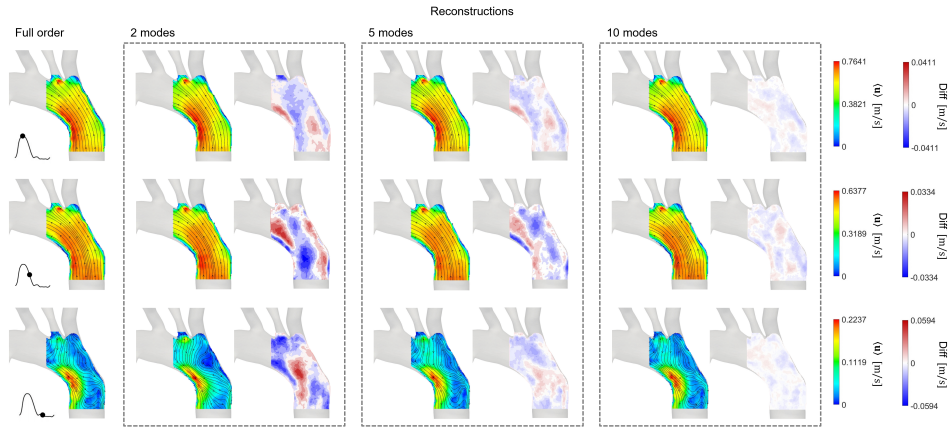 Reconstructions
Full order
2 modes
5 modes
10 modes
0.7641
0.3821
0
⟨u⟩ [m/s]
0.0411
0
-0.0411
Diff [m/s]
0.6377
0.3189
0
⟨u⟩ [m/s]
0.0334
0
-0.0334
Diff [m/s]
0.2237
0.1119
0
⟨u⟩ [m/s]
0.0594
0
-0.0594
Diff [m/s]